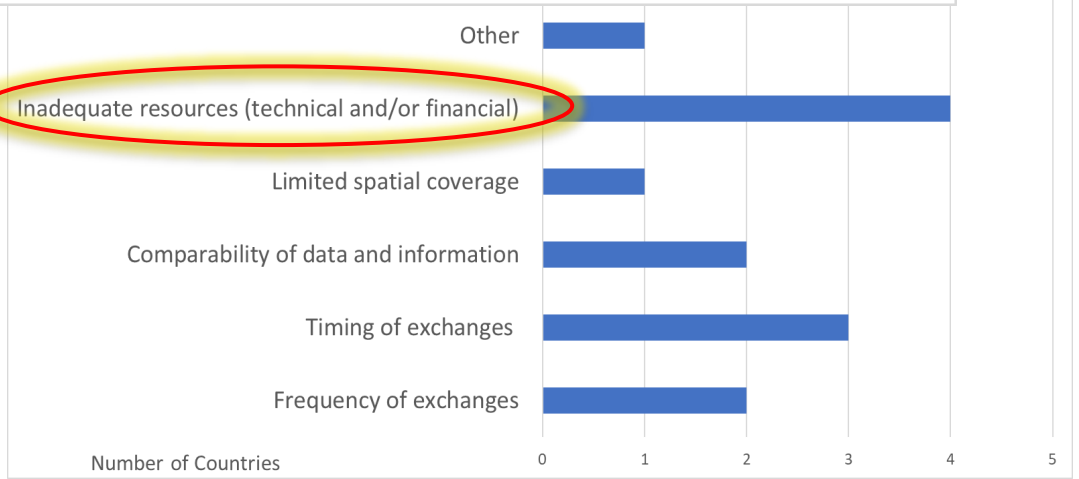 Other
Inadequate resources (technical and/or financial)
Limited spatial coverage
Comparability of data and information
Timing of exchanges
Frequency of exchanges
Number of Countries
0 1 2 3 4 5